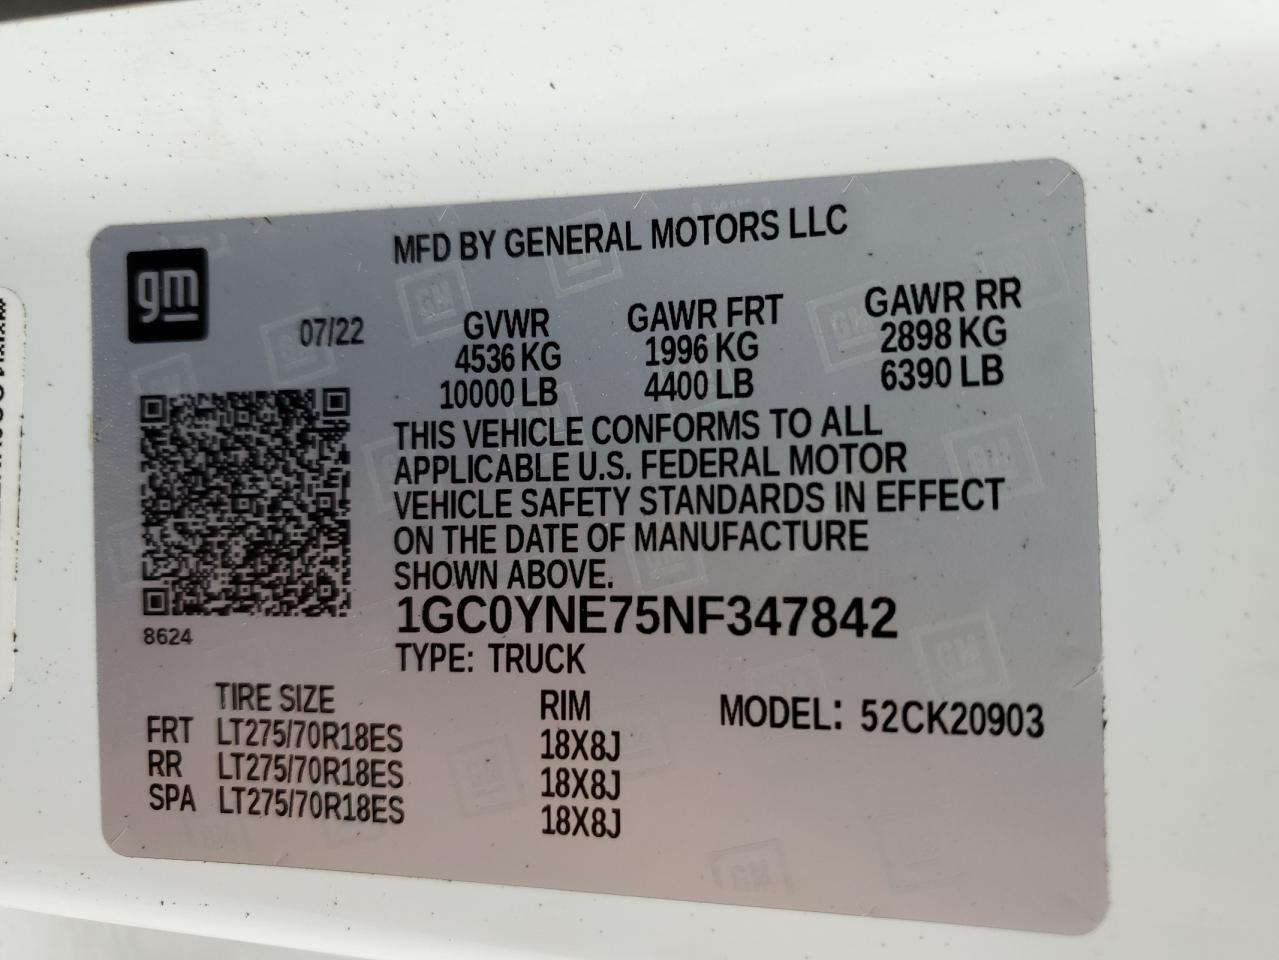 gm
MFD BY GENERAL MOTORS LLC
07/22
GVWR GAWR FRT GAWR RR
4536 KG 1996 KG 2898 KG
10000 LB 4400 LB 6390 LB
THIS VEHICLE CONFORMS TO ALL
APPLICABLE U.S. FEDERAL MOTOR
VEHICLE SAFETY STANDARDS IN EFFECT
ON THE DATE OF MANUFACTURE
SHOWN ABOVE.
8624
1GC0YNE75NF347842
TYPE: TRUCK
TIRE SIZE RIM MODEL: 52CK20903
FRT LT275/70R18ES 18X8J
RR LT275/70R18ES 18X8J
SPA LT275/70R18ES 18X8J